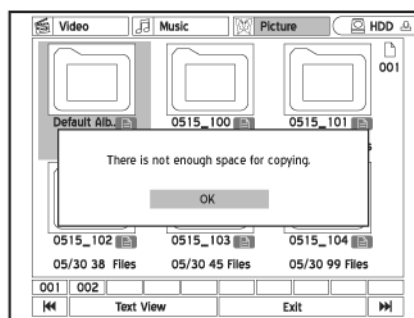 Video Music Picture HDD
001
Default Alb.. 0515_100 0515_101
There is not enough space for copying.
OK
0515_102 0515_103 0515_104
05/30 38 Files 05/30 45 Files 05/30 99 Files
001 002
Text View Exit